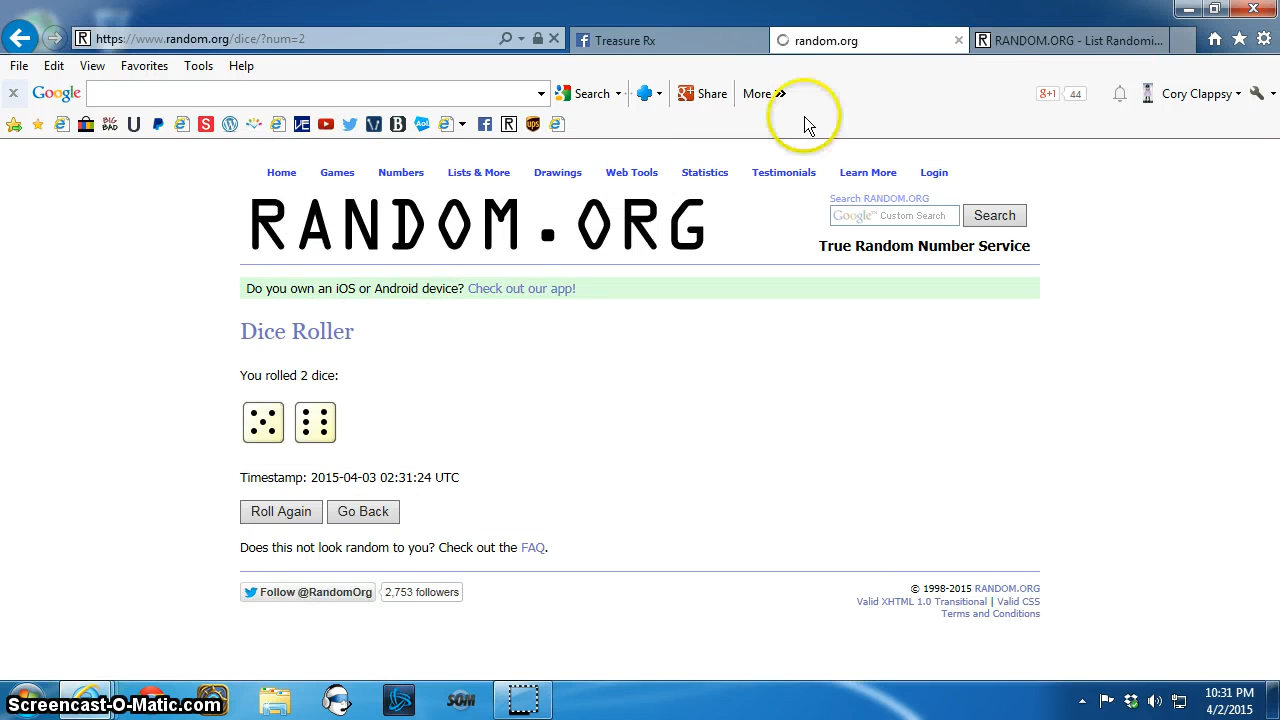 https://www.random.org/dice/?num=2
Treasure Rx
random.org
RANDOM.ORG - List Randomi...
File Edit View Favorites Tools Help
Google Search Share More »
g+1 44 Cory Clappsy
BIG BAD
Home Games Numbers Lists & More Drawings Web Tools Statistics Testimonials Learn More Login
RANDOM.ORG
Search RANDOM.ORG
Google™ Custom Search Search
True Random Number Service
Do you own an iOS or Android device? Check out our app!
Dice Roller
You rolled 2 dice:
Timestamp: 2015-04-03 02:31:24 UTC
Roll Again Go Back
Does this not look random to you? Check out the FAQ.
Follow @RandomOrg 2,753 followers
© 1998-2015 RANDOM.ORG
Valid XHTML 1.0 Transitional | Valid CSS
Terms and Conditions
SOM
Screencast-O-Matic.com
10:31 PM
4/2/2015